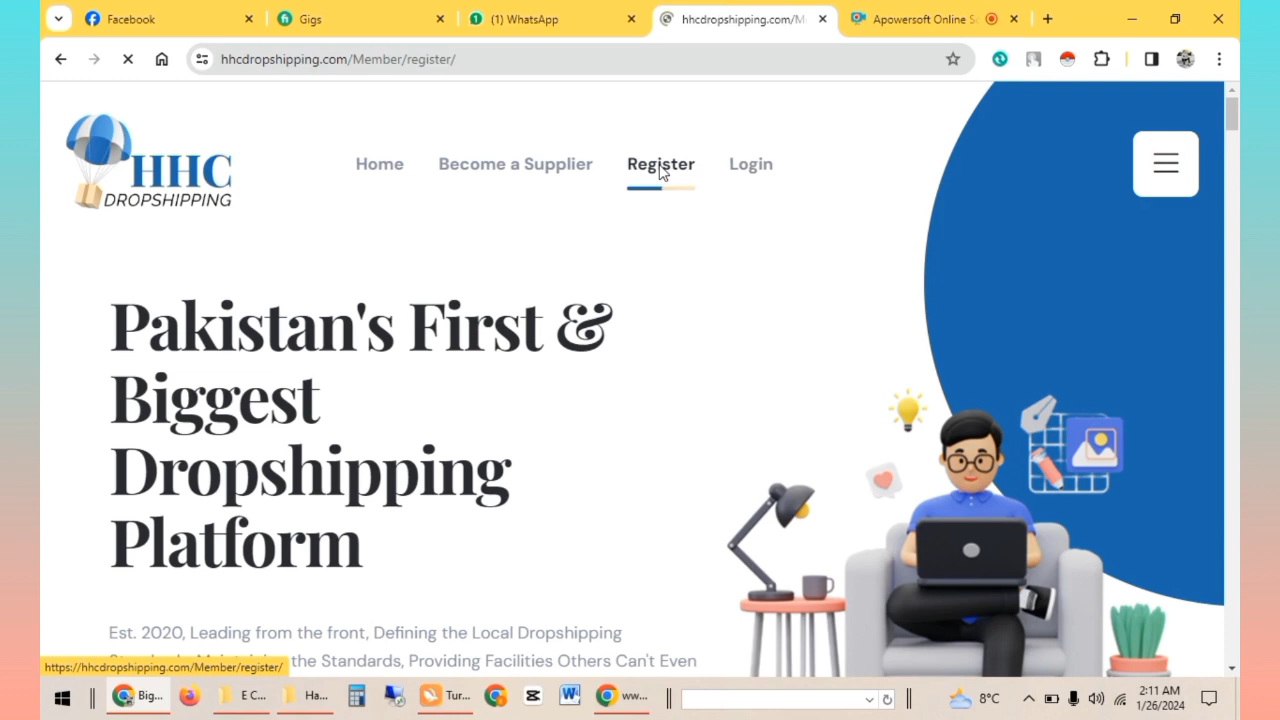 Facebook
Gigs
(1) WhatsApp
hhcdropshipping.com/M
Apowersoft Online S
hhcdropshipping.com/Member/register/
HHC
DROPSHIPPING
Home
Become a Supplier
Register
Login
Pakistan's First &
Biggest
Dropshipping
Platform
Est. 2020, Leading from the front, Defining the Local Dropshipping
the Standards, Providing Facilities Others Can't Even
https://hhcdropshipping.com/Member/register/
Big...
E C...
Ha...
Tur...
ww...
8°C
2:11 AM
1/26/2024